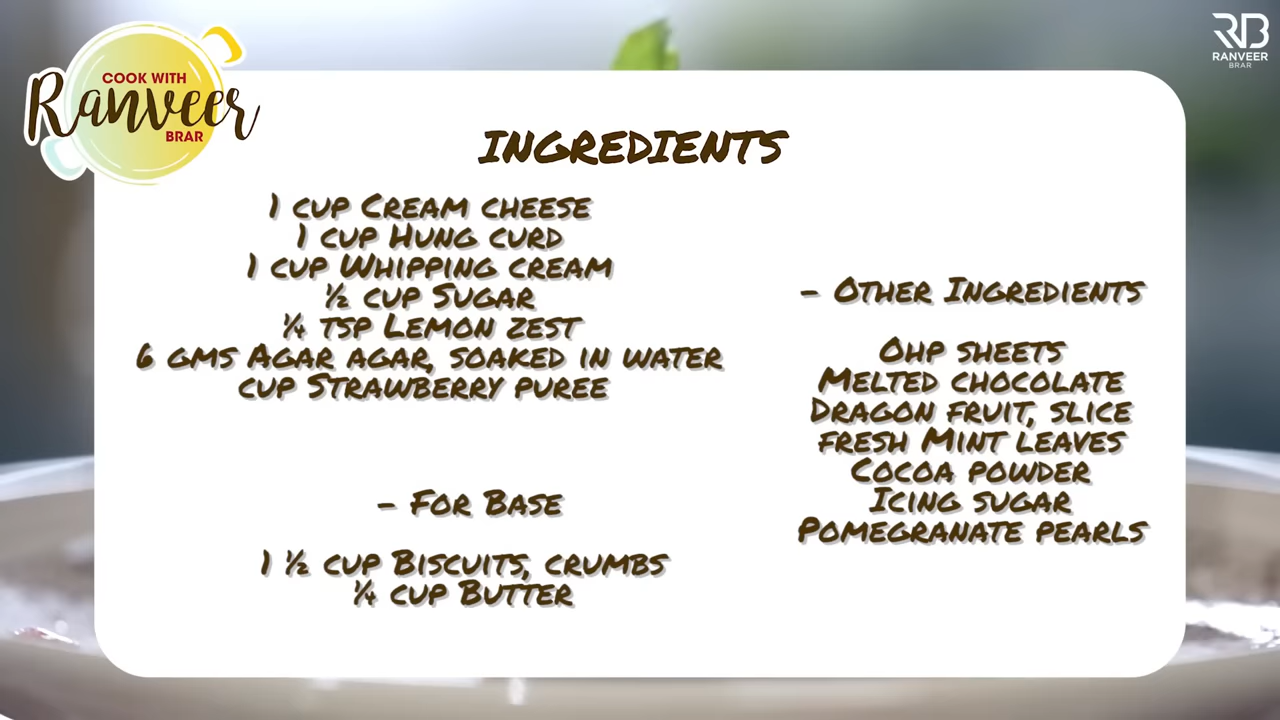 COOK WITH
Ranveer
BRAR
RB
RANVEER
BRAR
INGREDIENTS
1 CUP CREAM CHEESE
1 CUP HUNG CURD
1 CUP WHIPPING CREAM
½ CUP SUGAR
¼ TSP LEMON ZEST
6 GMS AGAR AGAR, SOAKED IN WATER
CUP STRAWBERRY PUREE
- FOR BASE
1 ½ CUP BISCUITS, CRUMBS
¼ CUP BUTTER
- OTHER INGREDIENTS
OHP SHEETS
MELTED CHOCOLATE
DRAGON FRUIT, SLICE
FRESH MINT LEAVES
COCOA POWDER
ICING SUGAR
POMEGRANATE PEARLS